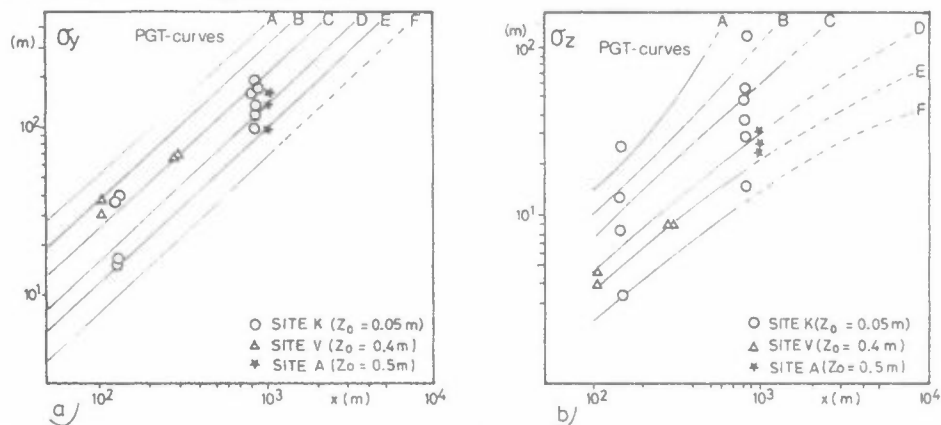 A B C D E F
(m) σy PGT-curves
10²
10¹
○ SITE K (Z₀ = 0.05 m)
△ SITE V (Z₀ = 0.4 m)
★ SITE A (Z₀ = 0.5 m)
10² 10³ x (m) 10⁴
a)
A B C D E F
(m) σz PGT-curves
10²
10¹
○ SITE K (Z₀ = 0.05 m)
△ SITE V (Z₀ = 0.4 m)
★ SITE A (Z₀ = 0.5 m)
10² 10³ x (m) 10⁴
b)